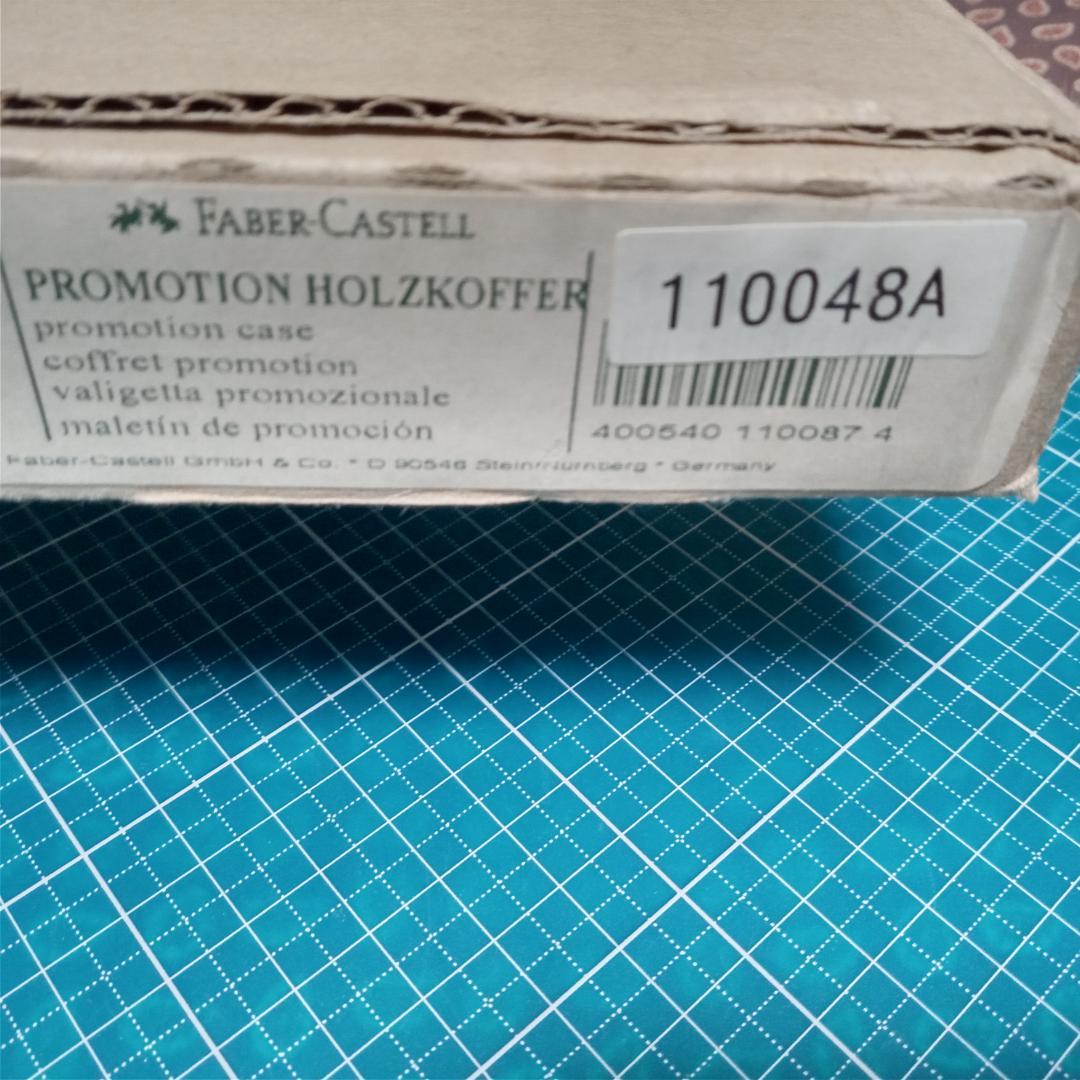 FABER-CASTELL
PROMOTION HOLZKOFFER
promotion case
coffret promotion
valigetta promozionale
maletín de promoción
Faber-Castell GmbH & Co. * D 90546 Stein/Nürnberg * Germany
110048A
400540 110087 4